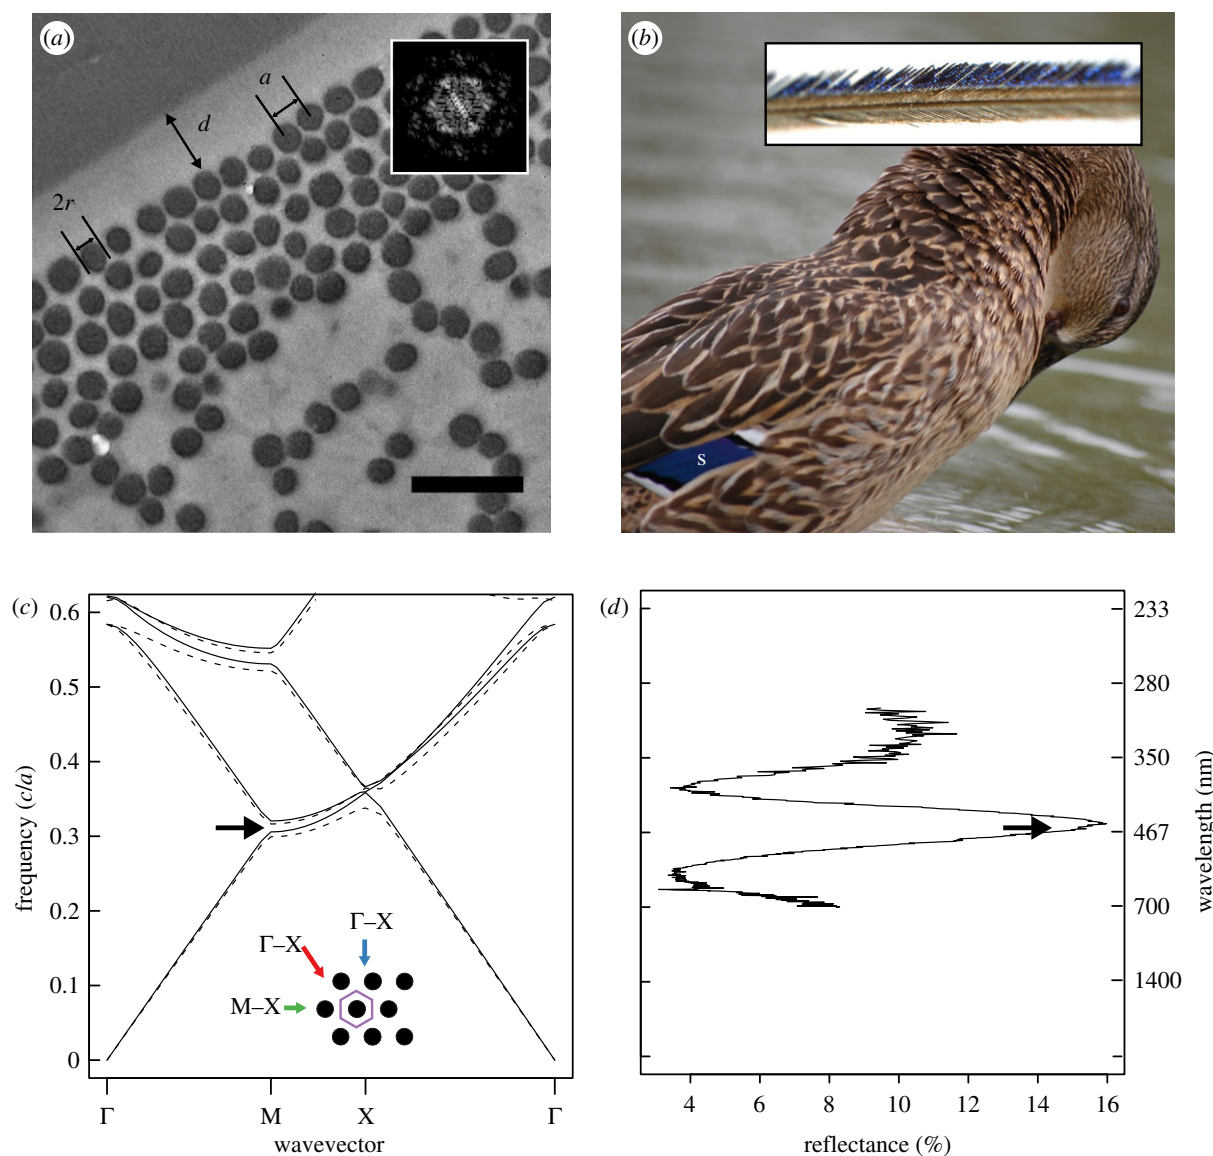 (a)
a
d
2r
(b)
s
(c)
frequency (c/a)
0.6
0.5
0.4
0.3
0.2
0.1
0
Γ–X
Γ–X
M–X
Γ M X Γ
wavevector
(d)
233
280
350
467
700
1400
wavelength (nm)
4 6 8 10 12 14 16
reflectance (%)